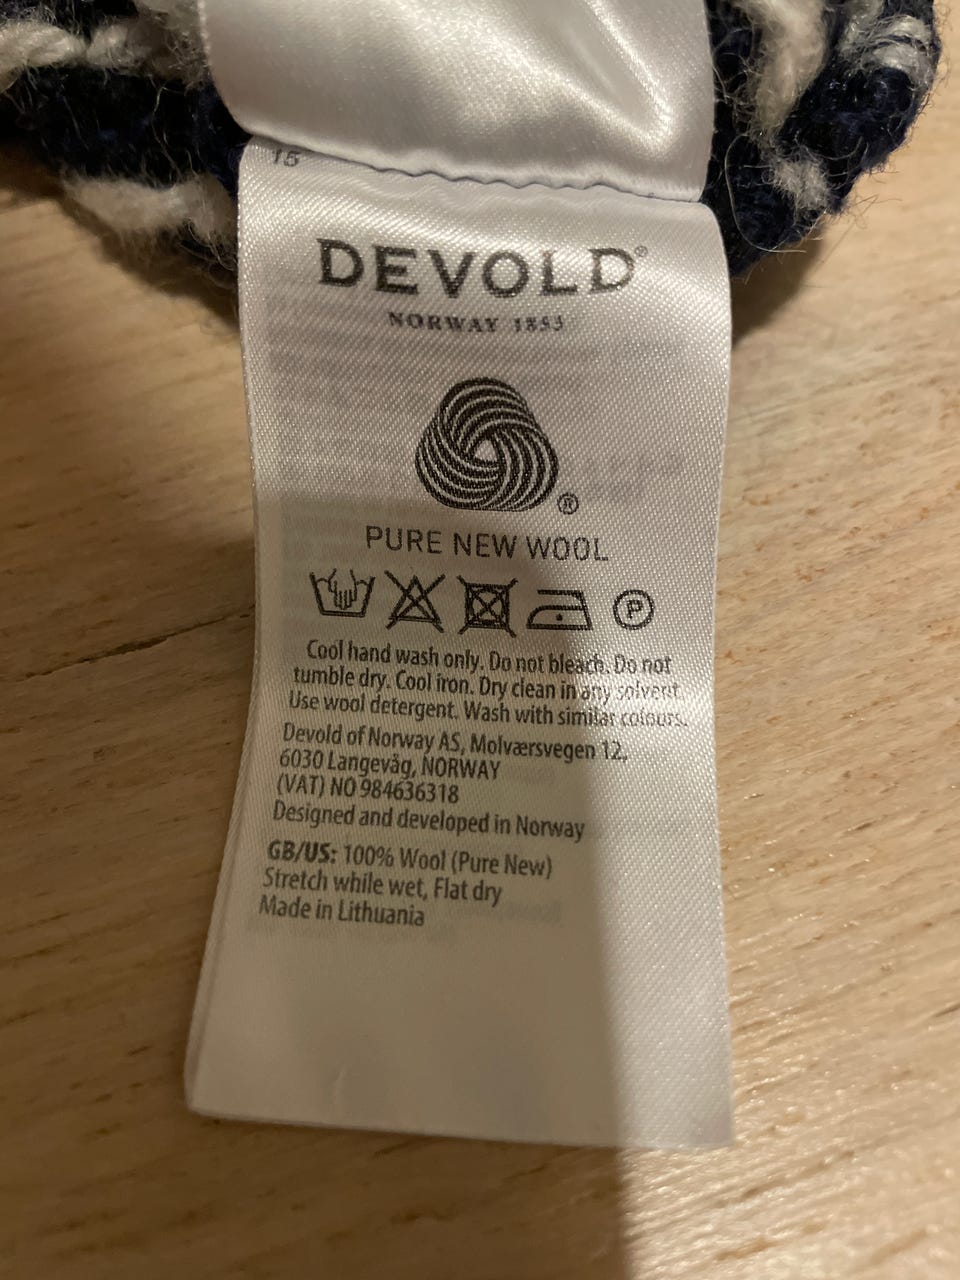 15
DEVOLD®
NORWAY 1853
®
PURE NEW WOOL
P
Cool hand wash only. Do not bleach. Do not
tumble dry. Cool iron. Dry clean in any solvent
Use wool detergent. Wash with similar colours.
Devold of Norway AS, Molværsvegen 12,
6030 Langevåg, NORWAY
(VAT) NO 984636318
Designed and developed in Norway
GB/US: 100% Wool (Pure New)
Stretch while wet, Flat dry
Made in Lithuania